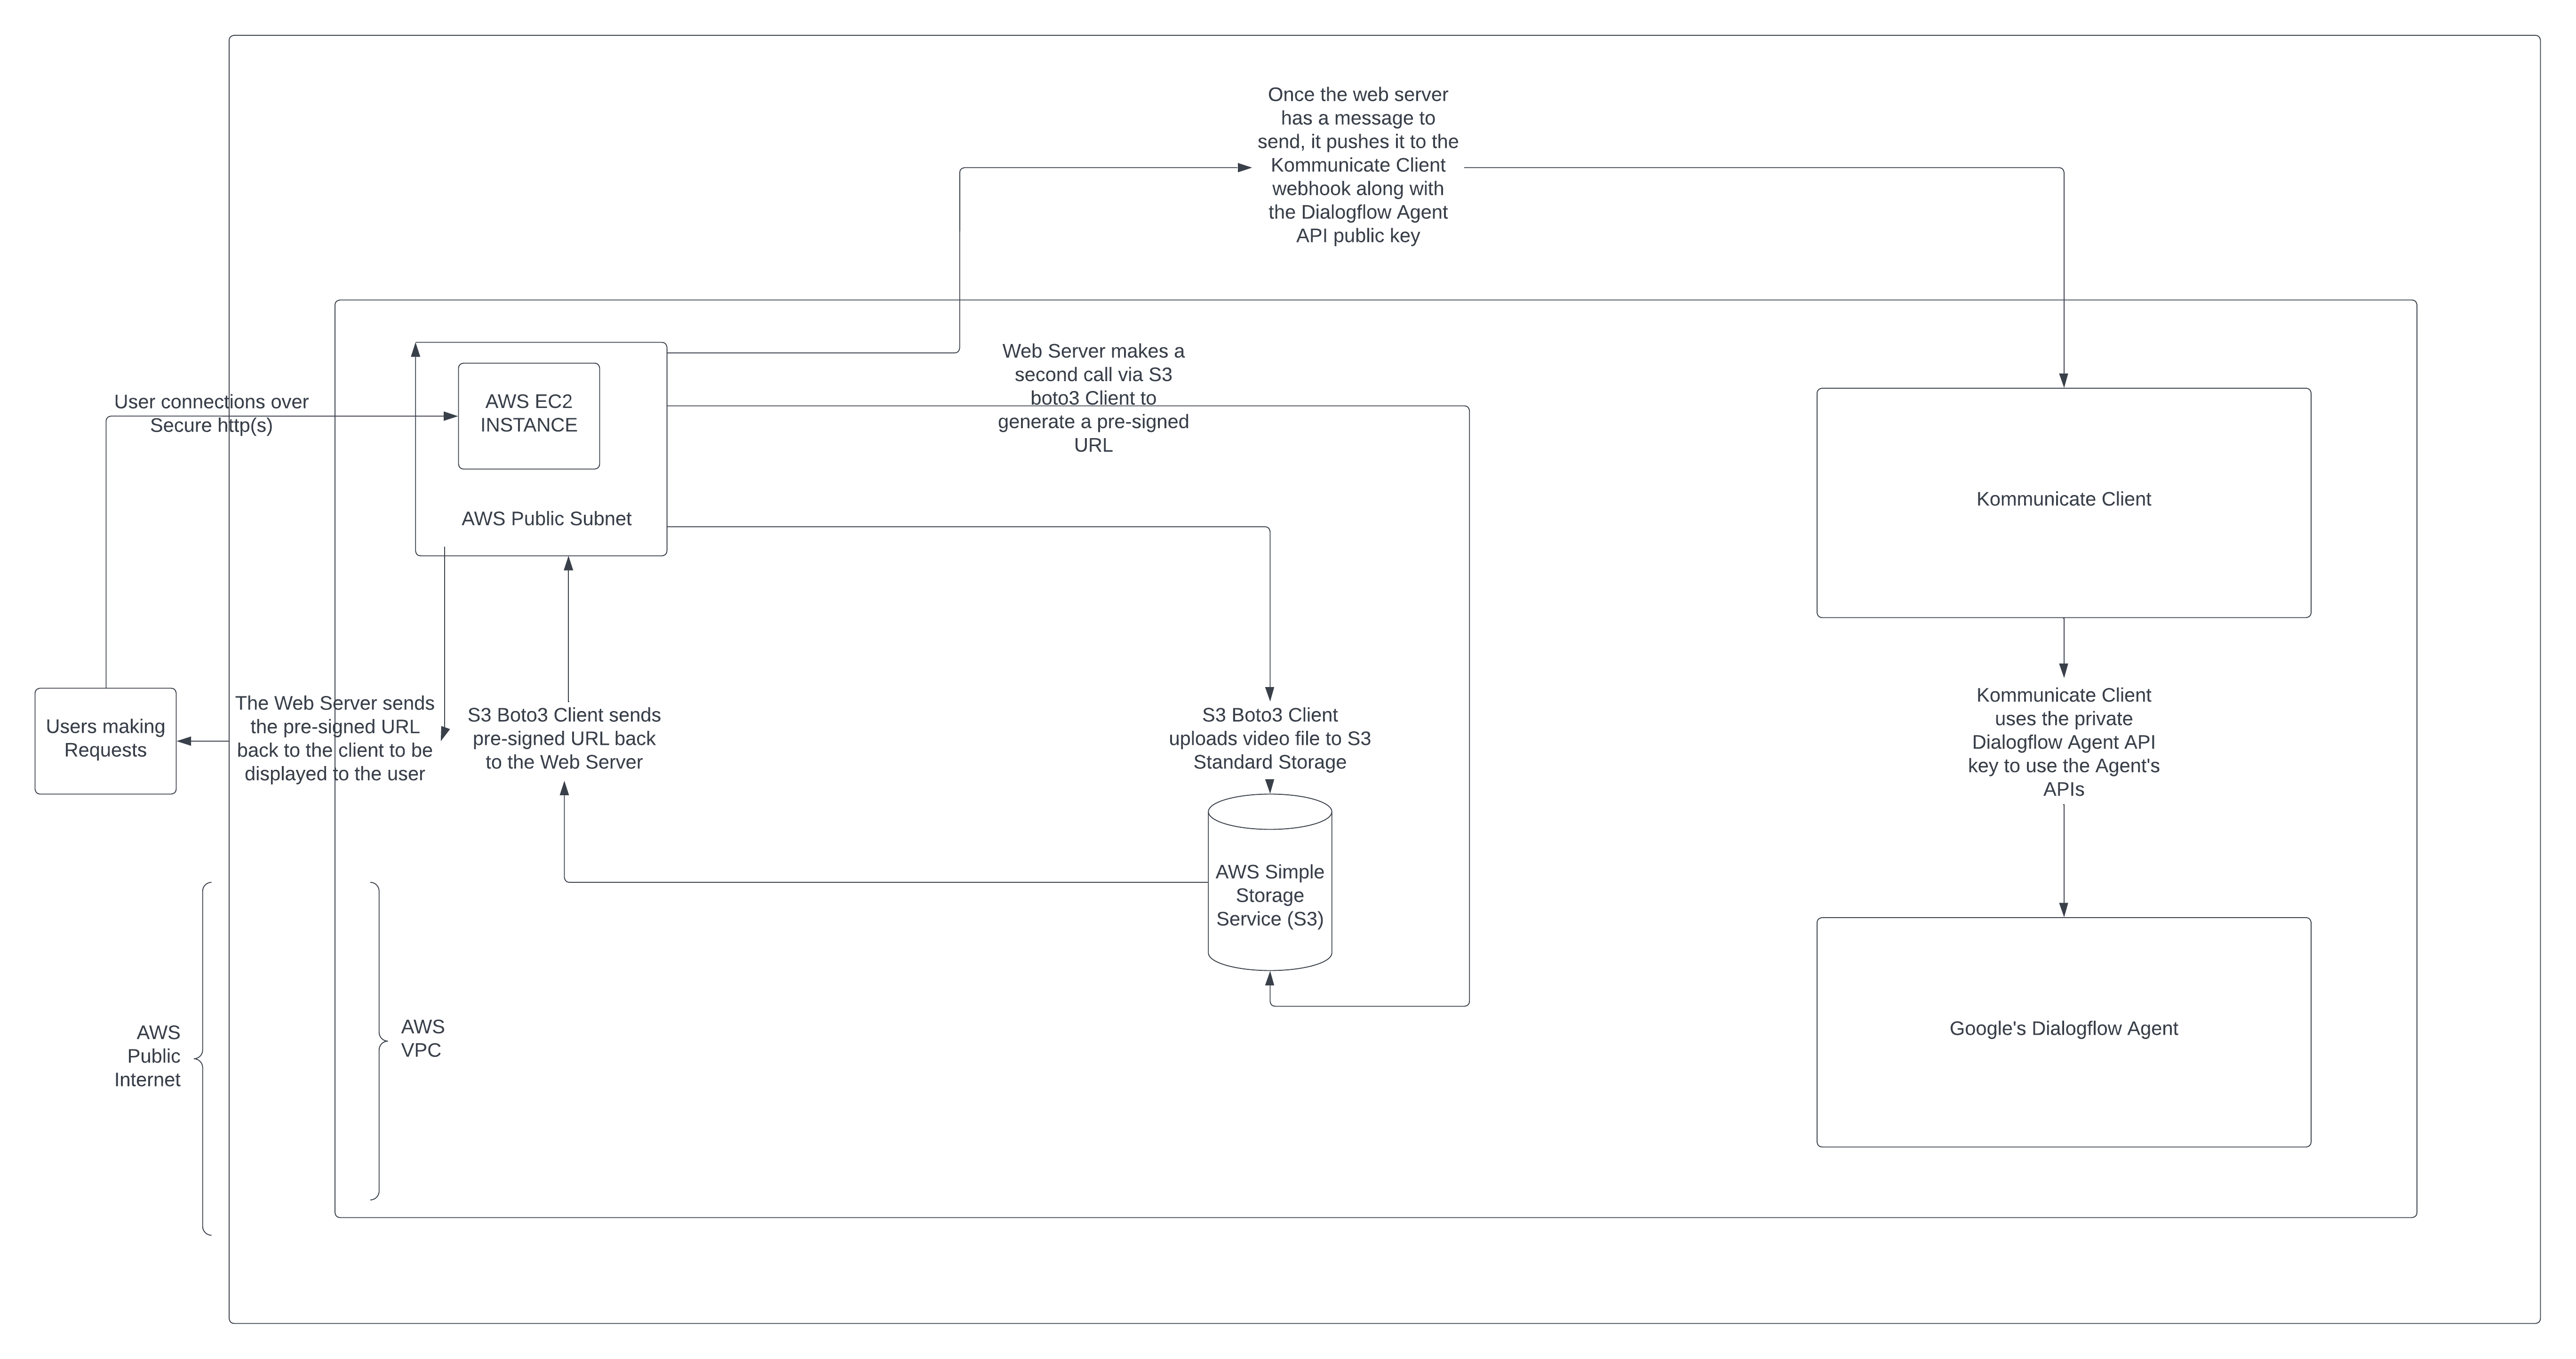 Once the web server
has a message to
send, it pushes it to the
Kommunicate Client
webhook along with
the Dialogflow Agent
API public key
Web Server makes a
second call via S3
boto3 Client to
generate a pre-signed
URL
User connections over
Secure http(s)
AWS EC2
INSTANCE
AWS Public Subnet
Kommunicate Client
Users making
Requests
The Web Server sends
the pre-signed URL
back to the client to be
displayed to the user
S3 Boto3 Client sends
pre-signed URL back
to the Web Server
S3 Boto3 Client
uploads video file to S3
Standard Storage
Kommunicate Client
uses the private
Dialogflow Agent API
key to use the Agent's
APIs
AWS Simple
Storage
Service (S3)
AWS
Public
Internet
AWS
VPC
Google's Dialogflow Agent